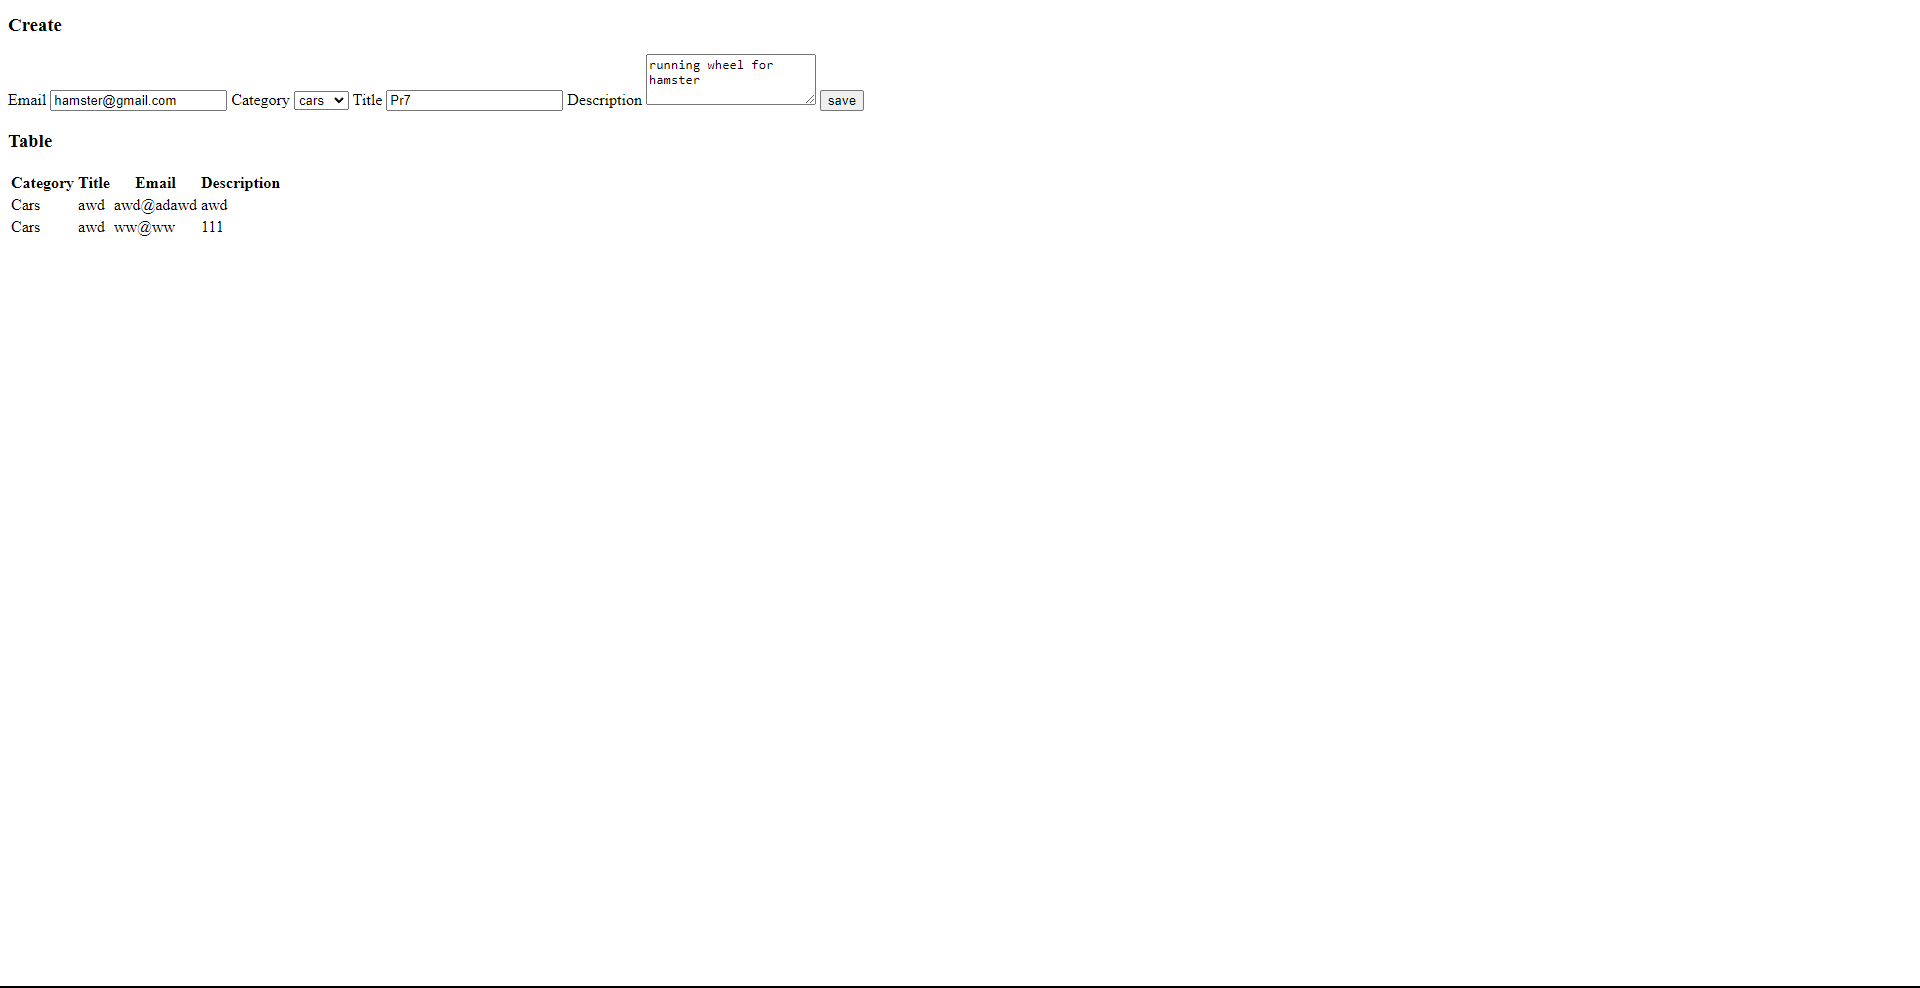 Create
Email hamster@gmail.com Category cars Title Pr7 Description running wheel for
hamster save
Table
Category Title Email Description
Cars awd awd@adawd awd
Cars awd ww@ww 111